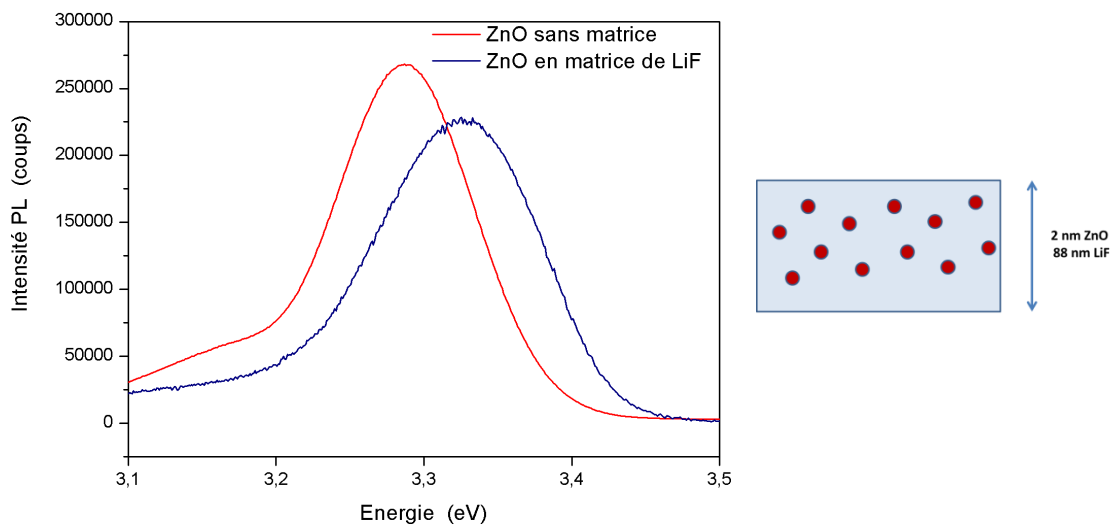 300000
250000
200000
150000
100000
50000
0
Intensité PL (coups)
ZnO sans matrice
ZnO en matrice de LiF
3,1
3,2
3,3
3,4
3,5
Energie (eV)
2 nm ZnO
88 nm LiF